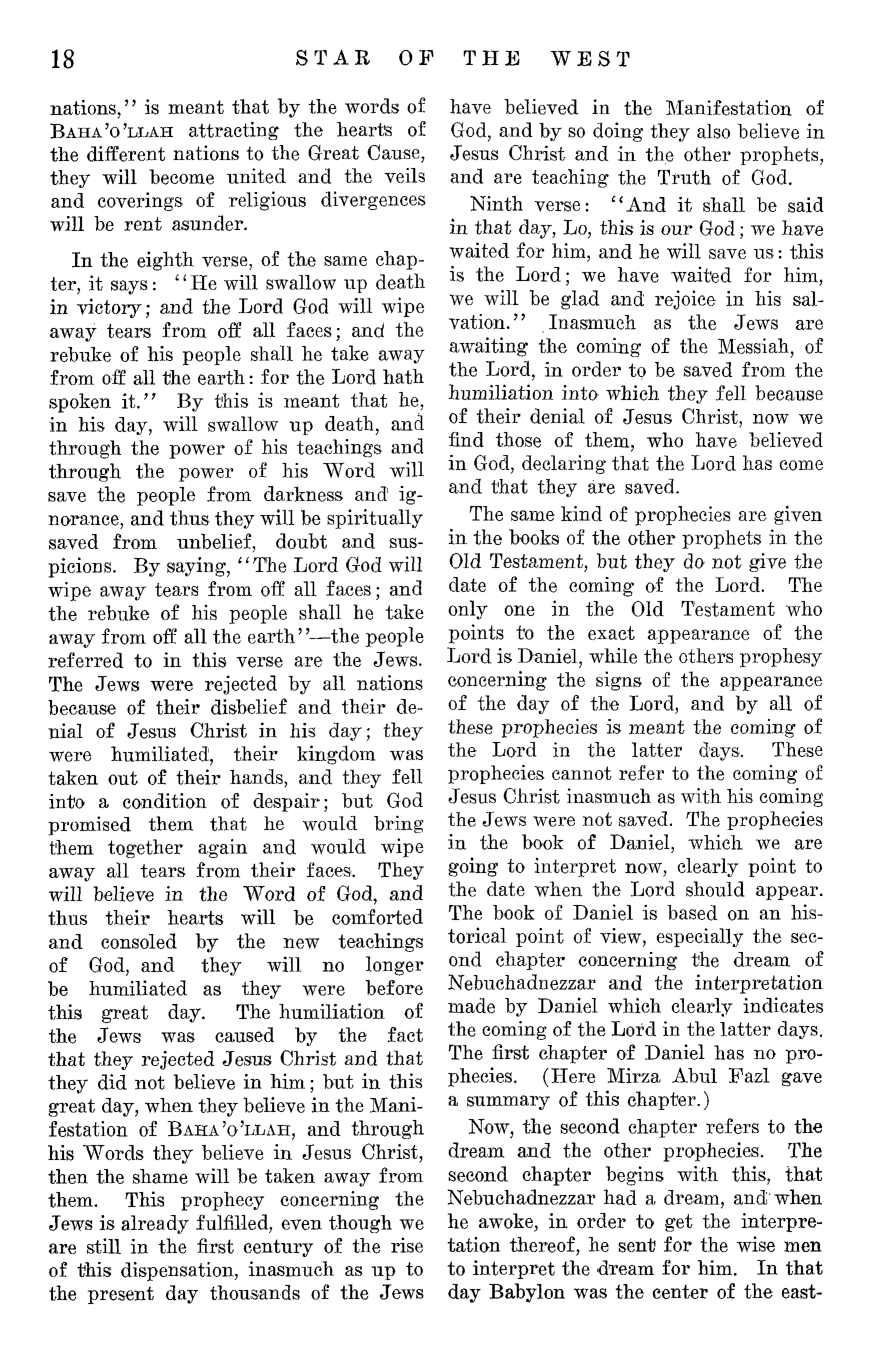 18
STAR OF THE WEST
nations,'' is meant that by the words of
BAHA'O'LLAH attracting the hearts of
the different nations to the Great Cause,
they will become united and the veils
and coverings of religious divergences
will be rent asunder.
In the eighth verse, of the same chap-
ter, it says: ''He will swallow up death
in victory; and the Lord God will wipe
away tears from off all faces; and the
rebuke of his people shall he take away
from off all the earth: for the Lord hath
spoken it.'' By this is meant that he,
in his day, will swallow up death, and
through the power of his teachings and
through the power of his Word will
save the people from darkness and ig-
norance, and thus they will be spiritually
saved from unbelief, doubt and sus-
picions. By saying, ''The Lord God will
wipe away tears from off all faces; and
the rebuke of his people shall he take
away from off all the earth''—the people
referred to in this verse are the Jews.
The Jews were rejected by all nations
because of their disbelief and their de-
nial of Jesus Christ in his day; they
were humiliated, their kingdom was
taken out of their hands, and they fell
into a condition of despair; but God
promised them that he would bring
them together again and would wipe
away all tears from their faces. They
will believe in the Word of God, and
thus their hearts will be comforted
and consoled by the new teachings
of God, and they will no longer
be humiliated as they were before
this great day. The humiliation of
the Jews was caused by the fact
that they rejected Jesus Christ and that
they did not believe in him; but in this
great day, when they believe in the Mani-
festation of BAHA'O'LLAH, and through
his Words they believe in Jesus Christ,
then the shame will be taken away from
them. This prophecy concerning the
Jews is already fulfilled, even though we
are still in the first century of the rise
of this dispensation, inasmuch as up to
the present day thousands of the Jews
have believed in the Manifestation of
God, and by so doing they also believe in
Jesus Christ and in the other prophets,
and are teaching the Truth of God.
Ninth verse: ''And it shall be said
in that day, Lo, this is our God; we have
waited for him, and he will save us: this
is the Lord; we have waited for him,
we will be glad and rejoice in his sal-
vation.'' Inasmuch as the Jews are
awaiting the coming of the Messiah, of
the Lord, in order to be saved from the
humiliation into which they fell because
of their denial of Jesus Christ, now we
find those of them, who have believed
in God, declaring that the Lord has come
and that they are saved.
The same kind of prophecies are given
in the books of the other prophets in the
Old Testament, but they do not give the
date of the coming of the Lord. The
only one in the Old Testament who
points to the exact appearance of the
Lord is Daniel, while the others prophesy
concerning the signs of the appearance
of the day of the Lord, and by all of
these prophecies is meant the coming of
the Lord in the latter days. These
prophecies cannot refer to the coming of
Jesus Christ inasmuch as with his coming
the Jews were not saved. The prophecies
in the book of Daniel, which we are
going to interpret now, clearly point to
the date when the Lord should appear.
The book of Daniel is based on an his-
torical point of view, especially the sec-
ond chapter concerning the dream of
Nebuchadnezzar and the interpretation
made by Daniel which clearly indicates
the coming of the Lord in the latter days.
The first chapter of Daniel has no pro-
phecies. (Here Mirza Abul Fazl gave
a summary of this chapter.)
Now, the second chapter refers to the
dream and the other prophecies. The
second chapter begins with this, that
Nebuchadnezzar had a dream, and when
he awoke, in order to get the interpre-
tation thereof, he sent for the wise men
to interpret the dream for him. In that
day Babylon was the center of the east-